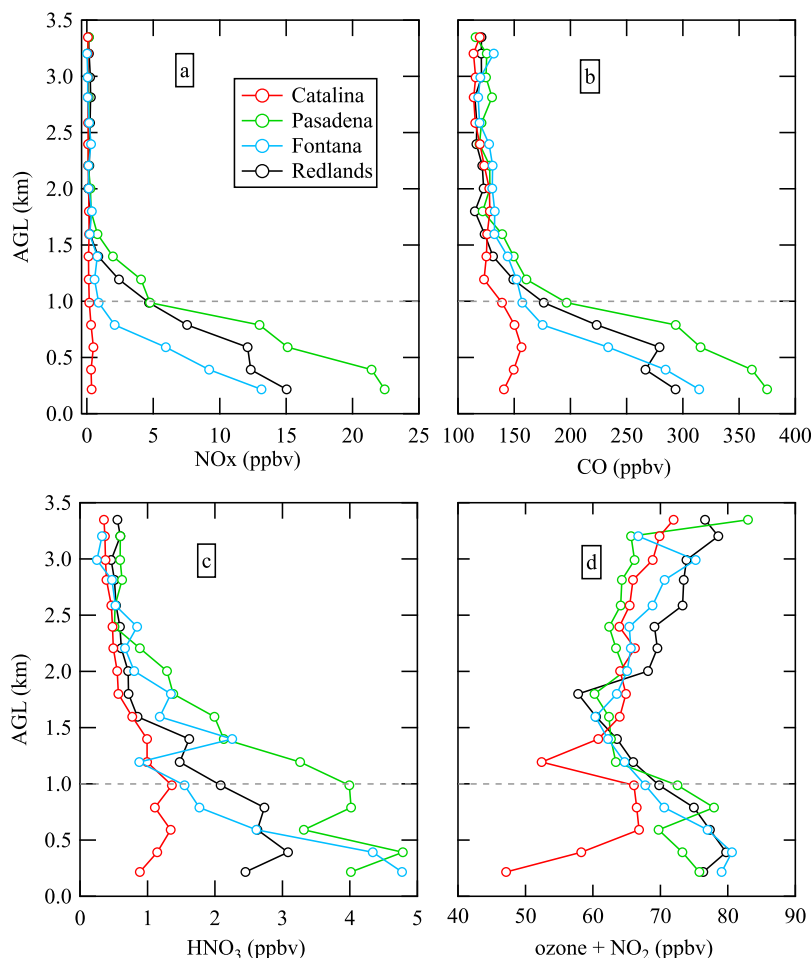 3.5
3.0
2.5
2.0
1.5
1.0
0.5
0.0
AGL (km)
a
Catalina
Pasadena
Fontana
Redlands
0 5 10 15 20 25
NOx (ppbv)
b
100 150 200 250 300 350 400
CO (ppbv)
3.5
3.0
2.5
2.0
1.5
1.0
0.5
0.0
AGL (km)
c
0 1 2 3 4 5
HNO₃ (ppbv)
d
40 50 60 70 80 90
ozone + NO₂ (ppbv)